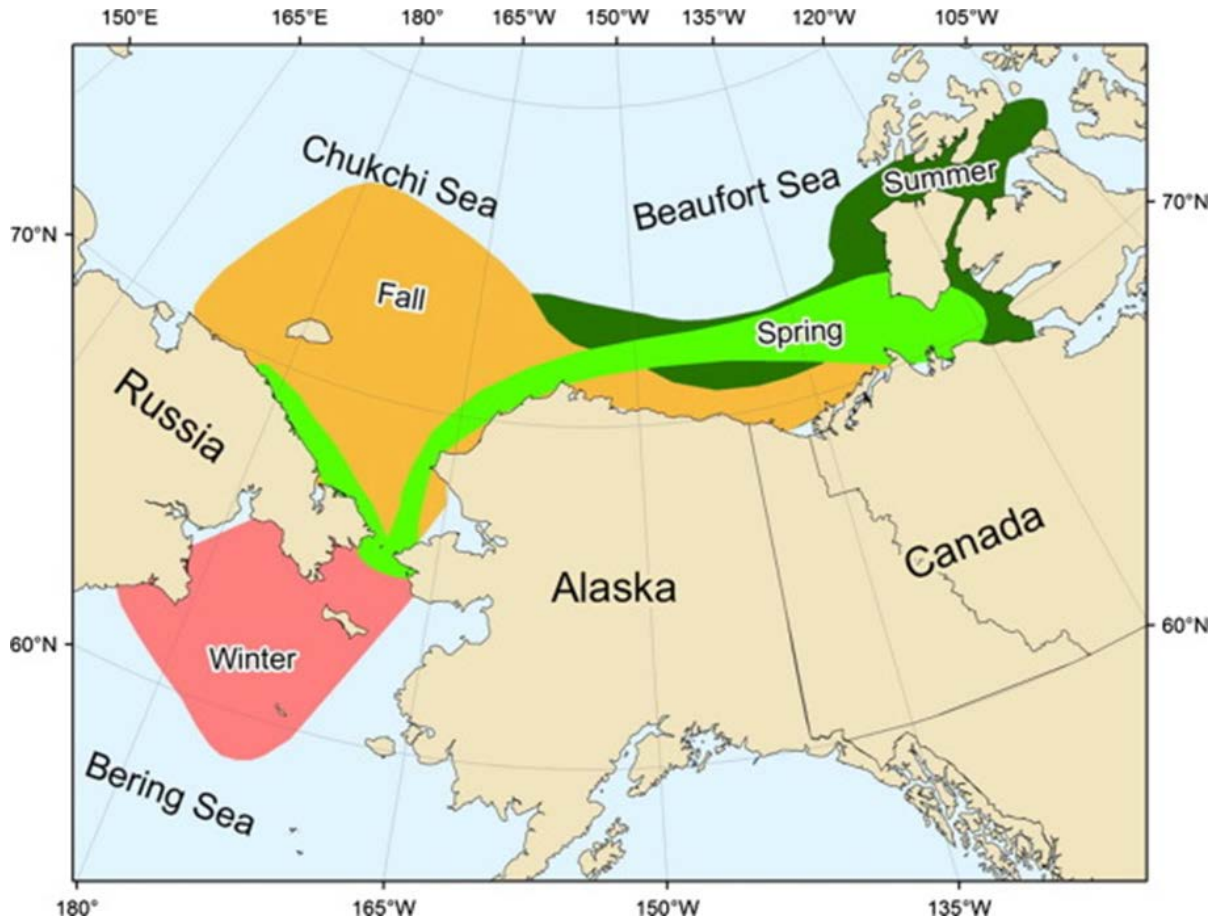 150°E 165°E 180° 165°W 150°W 135°W 120°W 105°W
Chukchi Sea
Beaufort Sea
Summer
70°N
70°N
Fall
Spring
Russia
Canada
Alaska
60°N
60°N
Winter
Bering Sea
180° 165°W 150°W 135°W